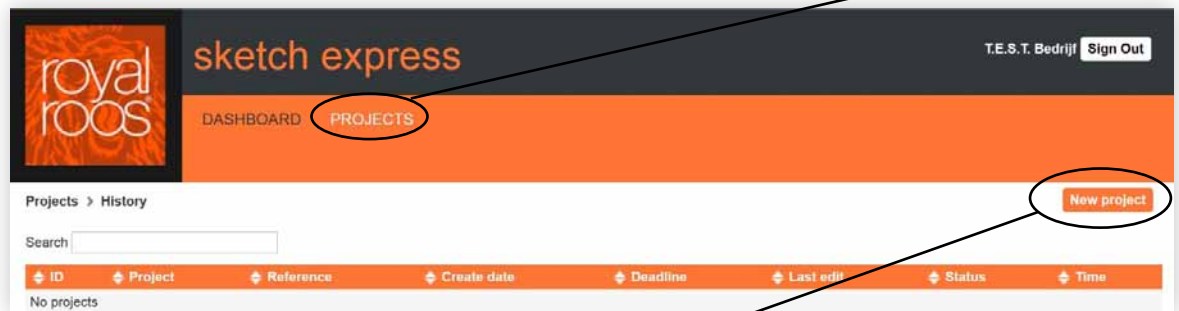 royal
roos
sketch express
T.E.S.T. Bedrijf Sign Out
DASHBOARD PROJECTS
Projects > History
New project
Search
ID Project Reference Create date Deadline Last edit Status Time
No projects